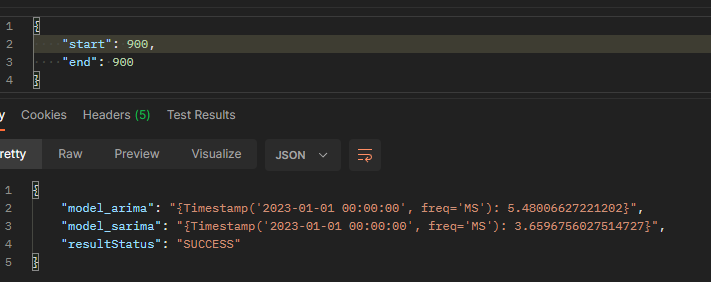 1 {
2 "start": 900,
3 "end": 900
4 }
Cookies Headers (5) Test Results
Raw Preview Visualize JSON
1 {
2 "model_arima": "{Timestamp('2023-01-01 00:00:00', freq='MS'): 5.48006627221202}",
3 "model_sarima": "{Timestamp('2023-01-01 00:00:00', freq='MS'): 3.6596756027514727}",
4 "resultStatus": "SUCCESS"
5 }